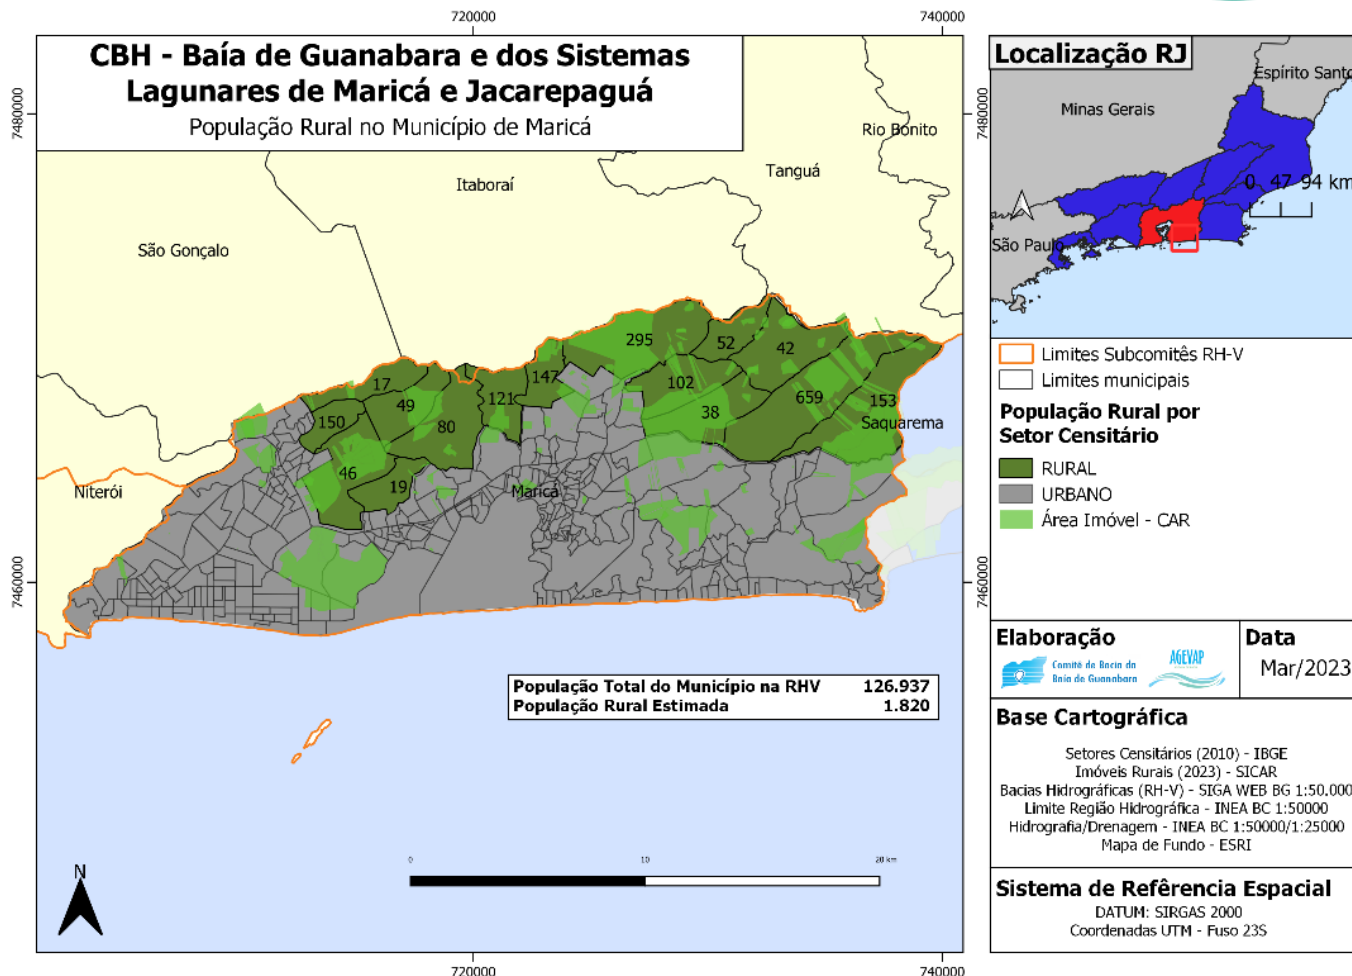 720000
740000
CBH - Baía de Guanabara e dos Sistemas
Lagunares de Maricá e Jacarepaguá
População Rural no Município de Maricá
7480000
7460000
Rio Bonito
Tanguá
Itaboraí
São Gonçalo
Niterói
Maricá
Saquarema
295
52
42
17
147
102
49
121
659
153
150
38
80
46
19
População Total do Município na RHV 126.937
População Rural Estimada 1.820
N
0 10 20 km
720000
740000
Localização RJ
Espírito Santo
Minas Gerais
0 47 94 km
São Paulo
7480000
7460000
Limites Subcomitês RH-V
Limites municipais
População Rural por
Setor Censitário
RURAL
URBANO
Área Imóvel - CAR
Elaboração
Comitê da Bacia da
Baía de Guanabara
AGEVAP
Data
Mar/2023
Base Cartográfica
Setores Censitários (2010) - IBGE
Imóveis Rurais (2023) - SICAR
Bacias Hidrográficas (RH-V) - SIGA WEB BG 1:50.000
Limite Região Hidrográfica - INEA BC 1:50000
Hidrografia/Drenagem - INEA BC 1:50000/1:25000
Mapa de Fundo - ESRI
Sistema de Refêrencia Espacial
DATUM: SIRGAS 2000
Coordenadas UTM - Fuso 23S